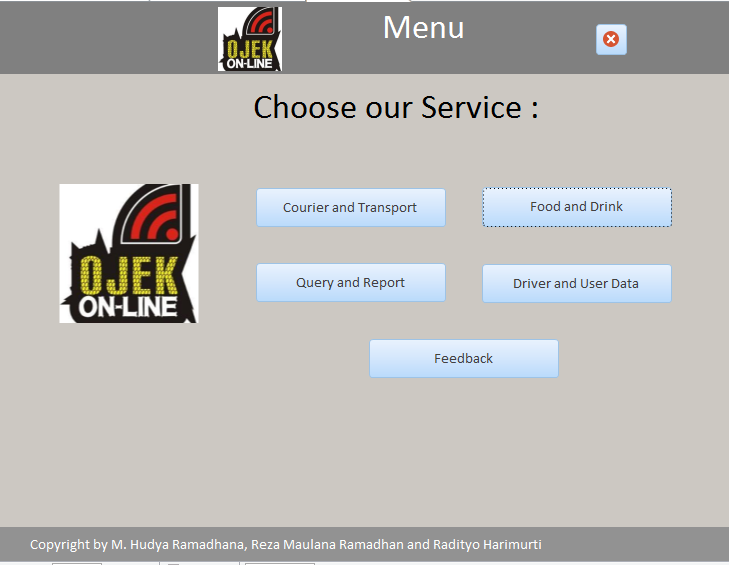 OJEK
ON-LINE
Menu
Choose our Service :
OJEK
ON-LINE
Courier and Transport
Food and Drink
Query and Report
Driver and User Data
Feedback
Copyright by M. Hudya Ramadhana, Reza Maulana Ramadhan and Radityo Harimurti